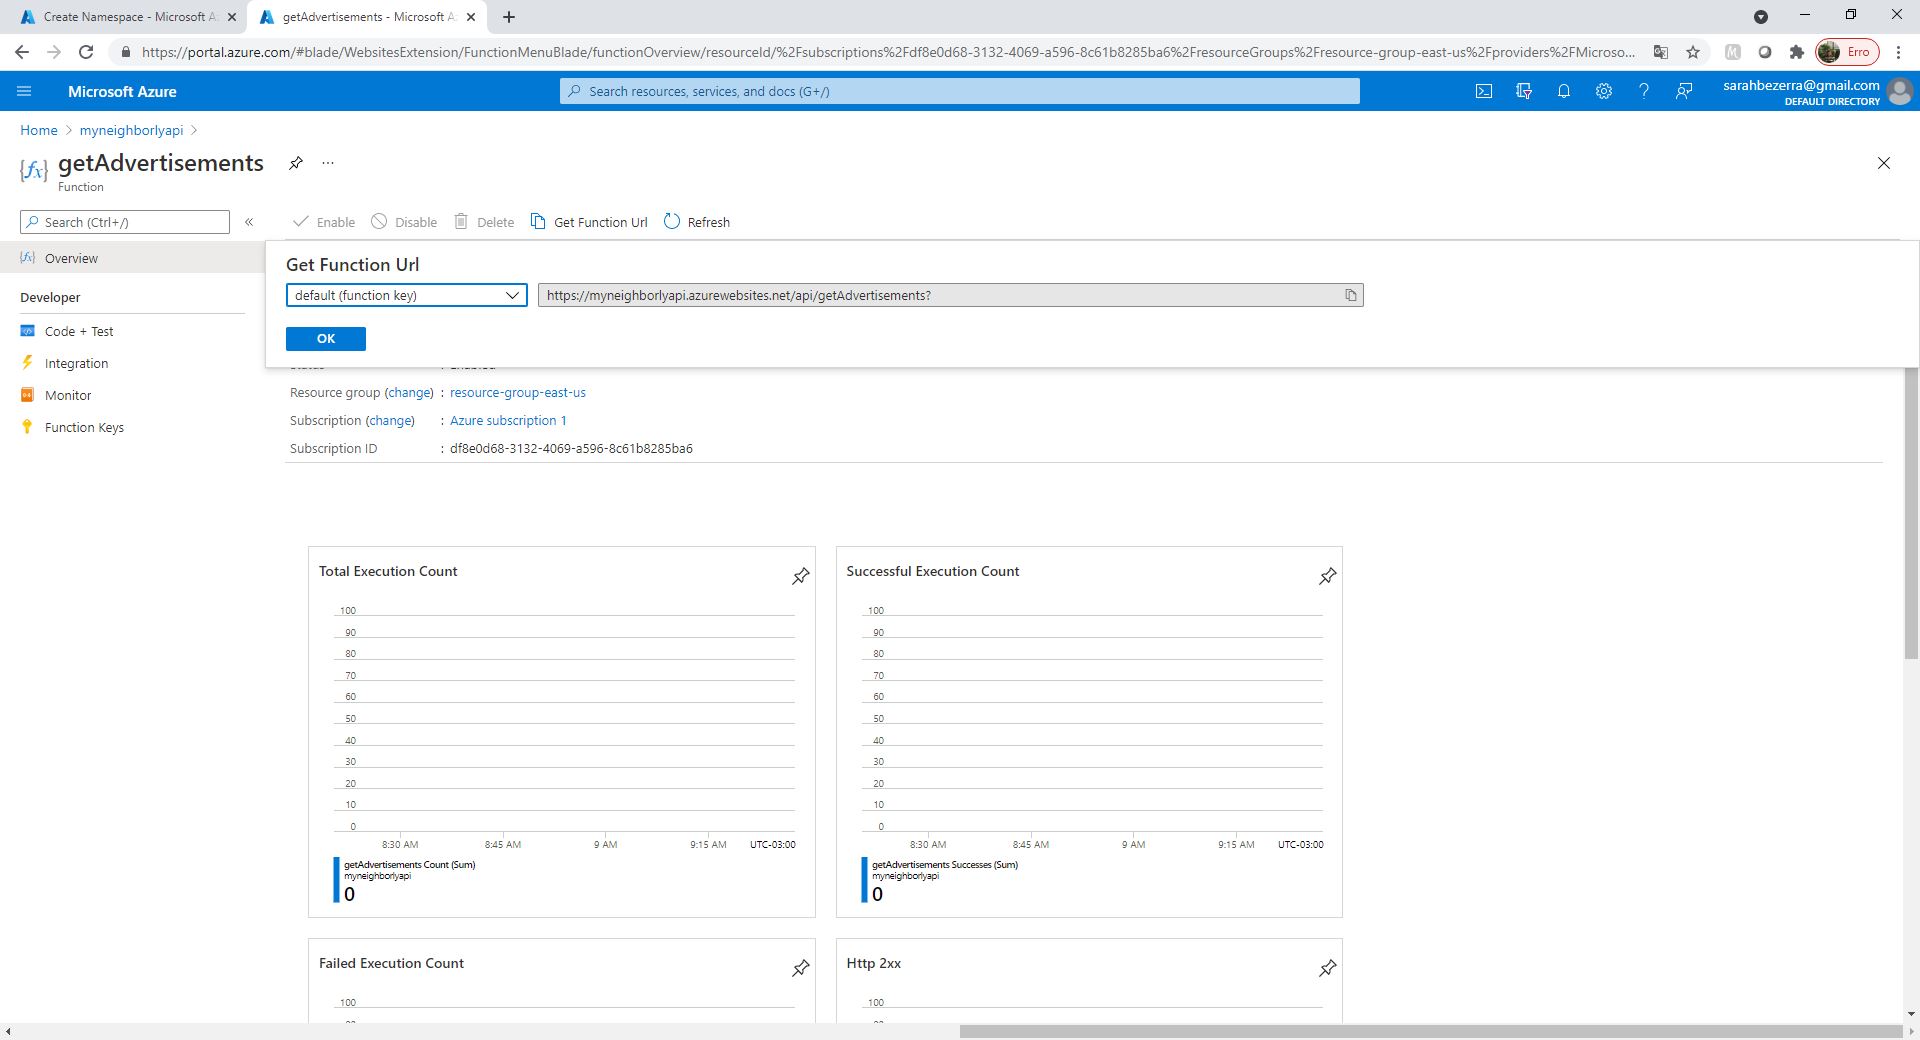 Create Namespace - Microsoft A
getAdvertisements - Microsoft A
https://portal.azure.com/#blade/WebsitesExtension/FunctionMenuBlade/functionOverview/resourceId/%2Fsubscriptions%2Fdf8e0d68-3132-4069-a596-8c61b8285ba6%2FresourceGroups%2Fresource-group-east-us%2Fproviders%2FMicroso...
Erro
Microsoft Azure
Search resources, services, and docs (G+/)
sarahbezerra@gmail.com
DEFAULT DIRECTORY
Home > myneighborlyapi >
{fx}
getAdvertisements
...
Function
Search (Ctrl+/)
«
Enable
Disable
Delete
Get Function Url
Refresh
Overview
Developer
Code + Test
Integration
Monitor
Function Keys
Get Function Url
default (function key)
https://myneighborlyapi.azurewebsites.net/api/getAdvertisements?
OK
Resource group (change) : resource-group-east-us
Subscription (change) : Azure subscription 1
Subscription ID : df8e0d68-3132-4069-a596-8c61b8285ba6
Total Execution Count
100
90
80
70
60
50
40
30
20
10
0
8:30 AM 8:45 AM 9 AM 9:15 AM UTC-03:00
getAdvertisements Count (Sum)
myneighborlyapi
0
Successful Execution Count
100
90
80
70
60
50
40
30
20
10
0
8:30 AM 8:45 AM 9 AM 9:15 AM UTC-03:00
getAdvertisements Successes (Sum)
myneighborlyapi
0
Failed Execution Count
100
Http 2xx
100